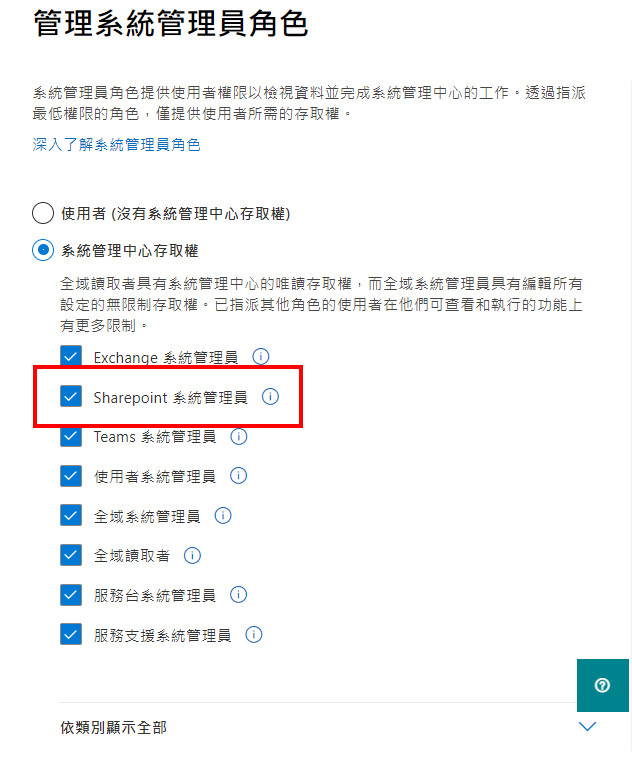 管理系統管理員角色
系統管理員角色提供使用者權限以檢視資料並完成系統管理中心的工作。透過指派
最低權限的角色，僅提供使用者所需的存取權。
深入了解系統管理員角色
使用者 (沒有系統管理中心存取權)
系統管理中心存取權
全域讀取者具有系統管理中心的唯讀存取權，而全域系統管理員具有編輯所有
設定的無限制存取權。已指派其他角色的使用者在他們可查看和執行的功能上
有更多限制。
Exchange 系統管理員
Sharepoint 系統管理員
Teams 系統管理員
使用者系統管理員
全域系統管理員
全域讀取者
服務台系統管理員
服務支援系統管理員
依類別顯示全部